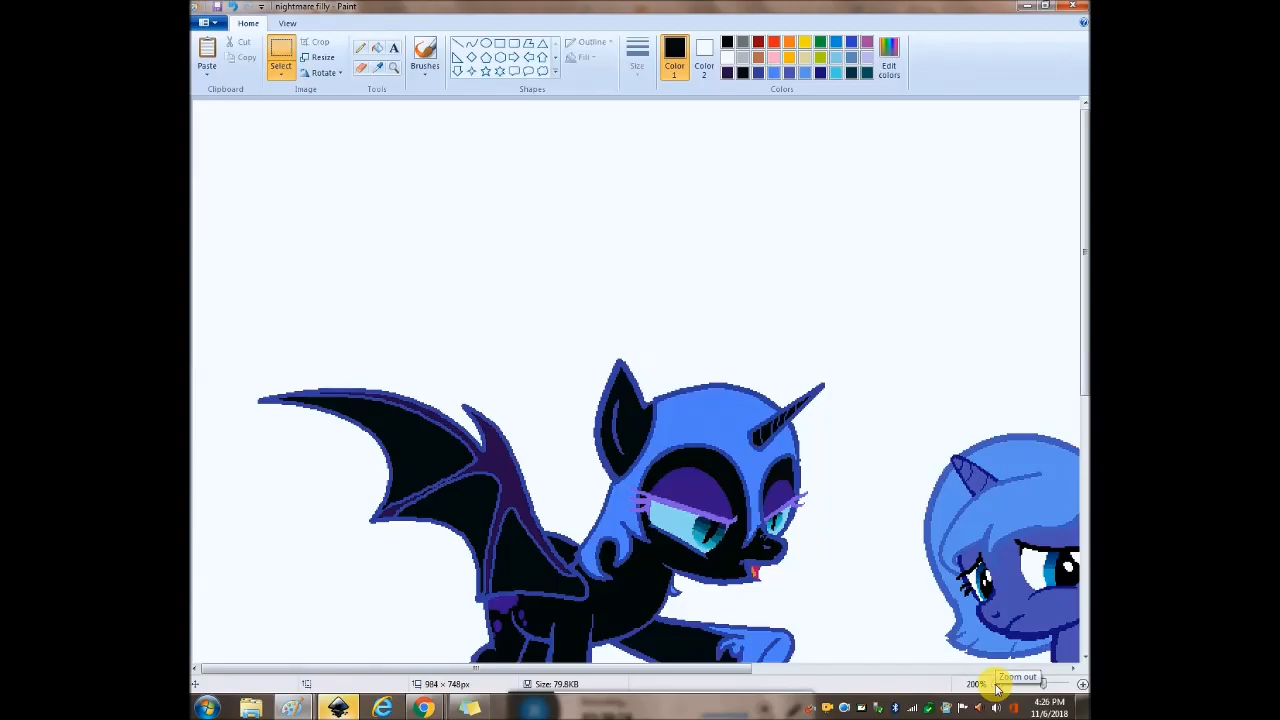 nightmare filly - Paint
Home View
Paste
Cut
Copy
Clipboard
Select
Crop
Resize
Rotate
Image
A
Tools
Brushes
Outline
Fill
Shapes
Size
Color 1
Color 2
Edit colors
Colors
Zoom out
984 × 748px
Size: 79.8KB
200%
4:26 PM
11/6/2018